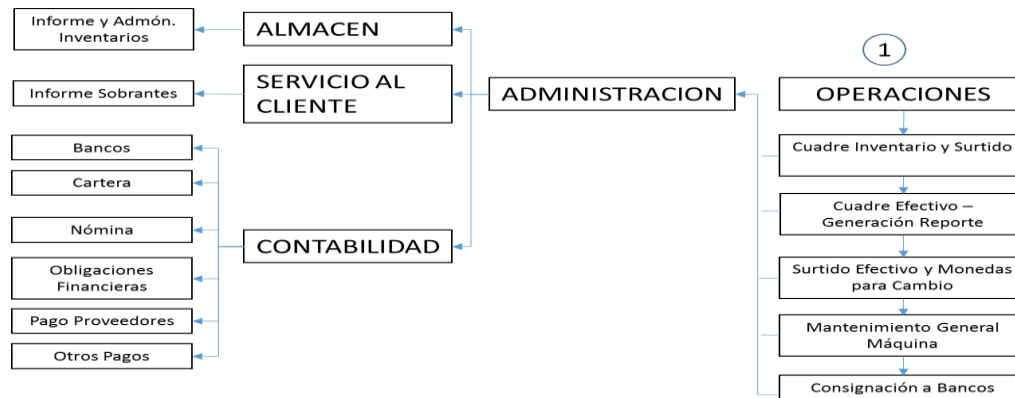 Informe y Admón.
Inventarios
ALMACEN
1
Informe Sobrantes
SERVICIO AL
CLIENTE
ADMINISTRACION
OPERACIONES
Bancos
Cartera
Nómina
Obligaciones
Financieras
Pago Proveedores
Otros Pagos
CONTABILIDAD
Cuadre Inventario y Surtido
Cuadre Efectivo –
Generación Reporte
Surtido Efectivo y Monedas
para Cambio
Mantenimiento General
Máquina
Consignación a Bancos